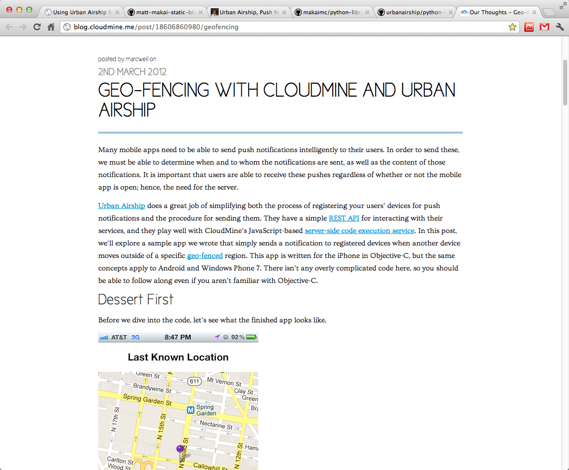 Using Urban Airship
matt-makai-static-bl
Urban Airship, Push N
makaimc/python-libr
urbanairship/python-
Our Thoughts – Geo-F
blog.cloudmine.me/post/18606860980/geofencing
posted by marcwellon
2ND MARCH 2012
GEO-FENCING WITH CLOUDMINE AND URBAN
AIRSHIP
Many mobile apps need to be able to send push notifications intelligently to their users. In order to send these,
we must be able to determine when and to whom the notifications are sent, as well as the content of those
notifications. It is important that users are able to receive these pushes regardless of whether or not the mobile
app is open; hence, the need for the server.
Urban Airship does a great job of simplifying both the process of registering your users' devices for push
notifications and the procedure for sending them. They have a simple REST API for interacting with their
services, and they play well with CloudMine's JavaScript-based server-side code execution service. In this post,
we'll explore a sample app we wrote that simply sends a notification to registered devices when another device
moves outside of a specific geo-fenced region. This app is written for the iPhone in Objective-C, but the same
concepts apply to Android and Windows Phone 7. There isn't any overly complicated code here, so you should
be able to follow along even if you aren't familiar with Objective-C.
Dessert First
Before we dive into the code, let's see what the finished app looks like.
AT&T 3G 8:47 PM 92%
Last Known Location
Green St
611
Mt Vernon St
Brandywine St
Clay St
Green S
Spring Garden St
M Spring
Garden
N 17th St
N 15th St
Nectarine St
Hamilton St
Carlton St
Wood St
Callowhill St